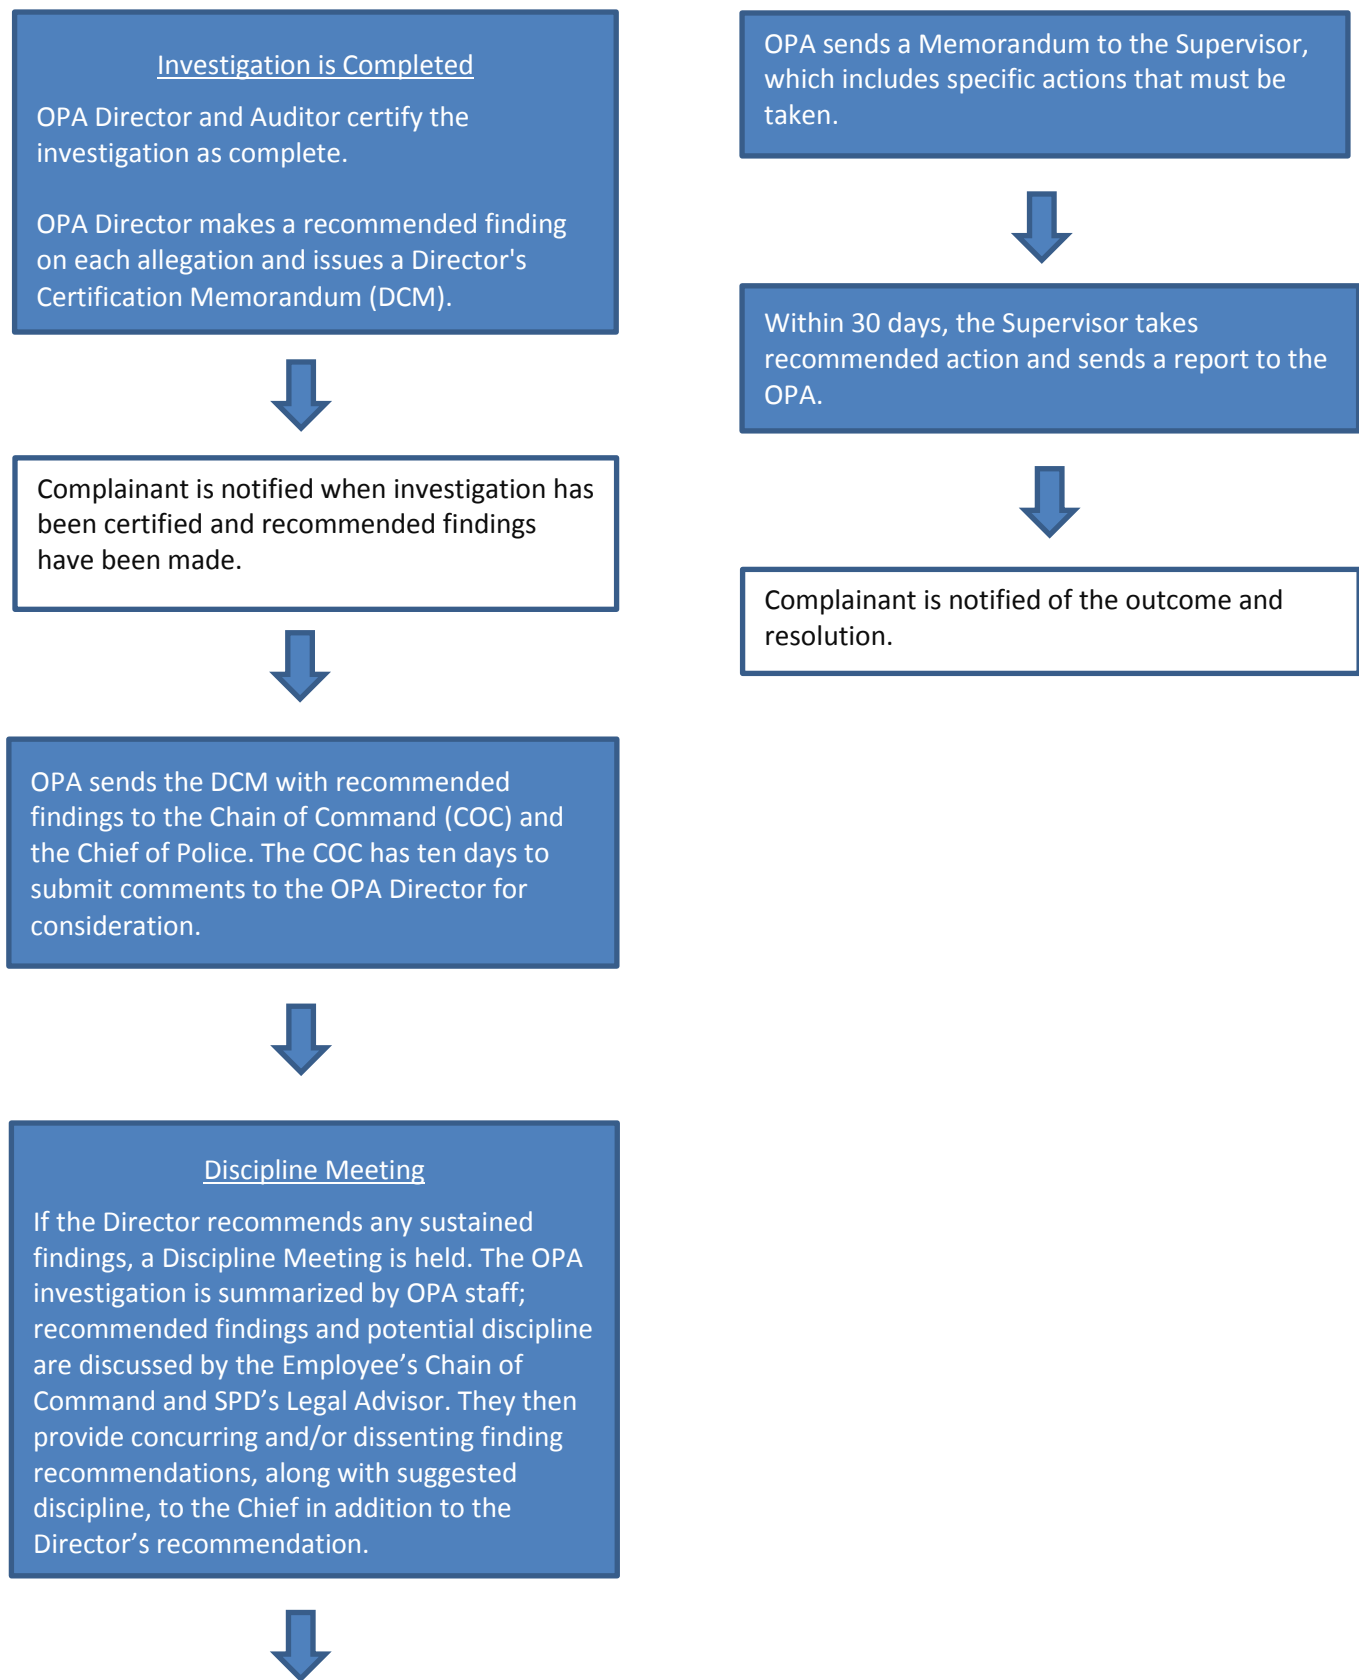 Investigation is Completed
OPA Director and Auditor certify the
investigation as complete.
OPA Director makes a recommended finding
on each allegation and issues a Director's
Certification Memorandum (DCM).
Complainant is notified when investigation has
been certified and recommended findings
have been made.
OPA sends the DCM with recommended
findings to the Chain of Command (COC) and
the Chief of Police. The COC has ten days to
submit comments to the OPA Director for
consideration.
Discipline Meeting
If the Director recommends any sustained
findings, a Discipline Meeting is held. The OPA
investigation is summarized by OPA staff;
recommended findings and potential discipline
are discussed by the Employee’s Chain of
Command and SPD’s Legal Advisor. They then
provide concurring and/or dissenting finding
recommendations, along with suggested
discipline, to the Chief in addition to the
Director’s recommendation.
OPA sends a Memorandum to the Supervisor,
which includes specific actions that must be
taken.
Within 30 days, the Supervisor takes
recommended action and sends a report to the
OPA.
Complainant is notified of the outcome and
resolution.